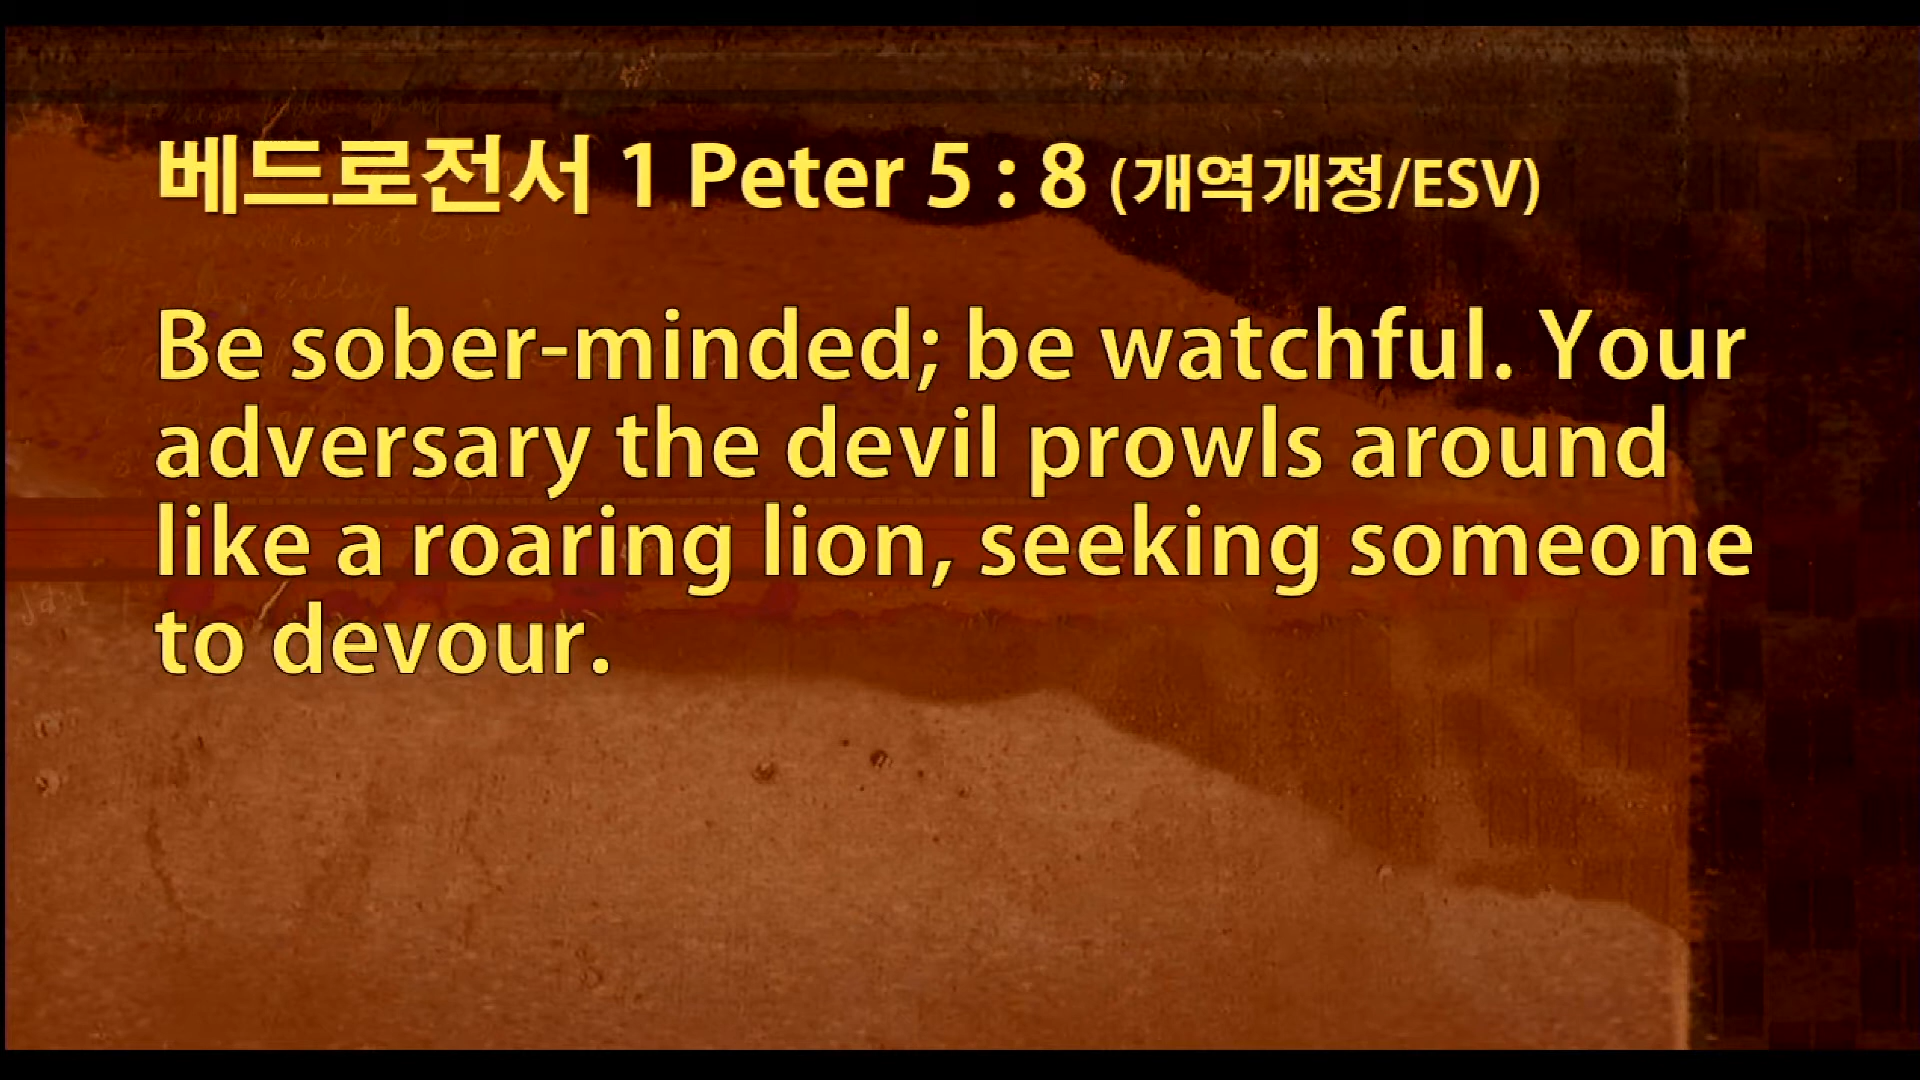 베드로전서 1 Peter 5 : 8 (개역개정/ESV)
Be sober-minded; be watchful. Your
adversary the devil prowls around
like a roaring lion, seeking someone
to devour.